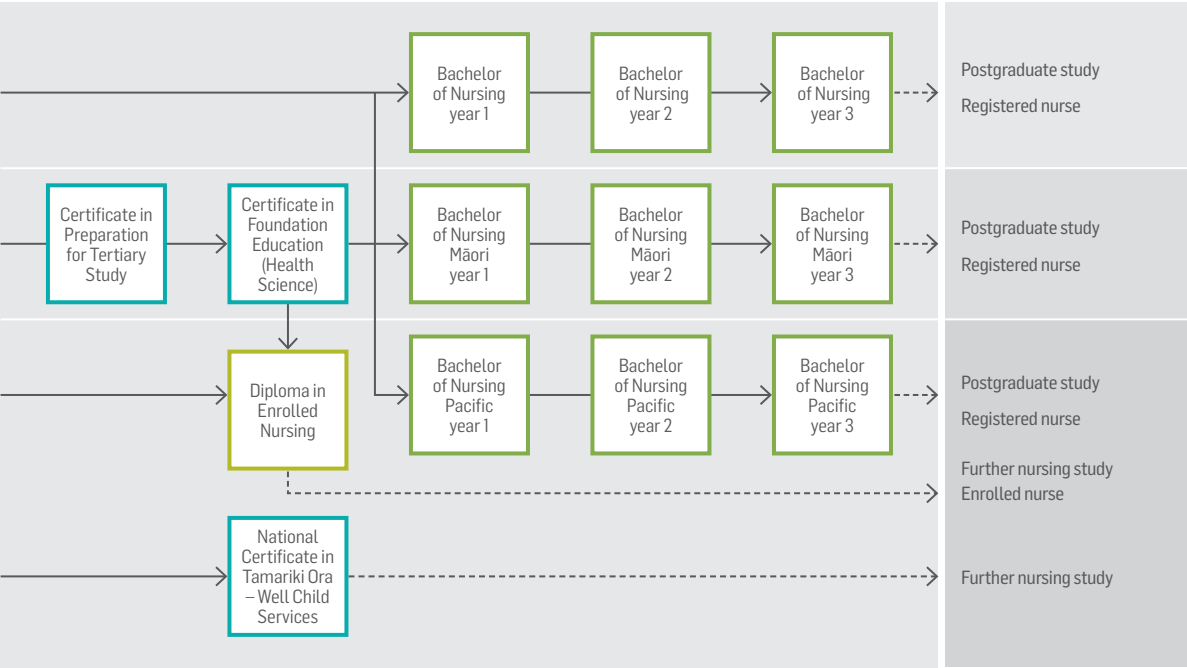 Bachelor
of Nursing
year 1
Bachelor
of Nursing
year 2
Bachelor
of Nursing
year 3
Postgraduate study
Registered nurse
Certificate in
Preparation
for Tertiary
Study
Certificate in
Foundation
Education
(Health
Science)
Bachelor
of Nursing
Māori
year 1
Bachelor
of Nursing
Māori
year 2
Bachelor
of Nursing
Māori
year 3
Postgraduate study
Registered nurse
Diploma in
Enrolled
Nursing
Bachelor
of Nursing
Pacific
year 1
Bachelor
of Nursing
Pacific
year 2
Bachelor
of Nursing
Pacific
year 3
Postgraduate study
Registered nurse
Further nursing study
Enrolled nurse
National
Certificate in
Tamariki Ora
– Well Child
Services
Further nursing study